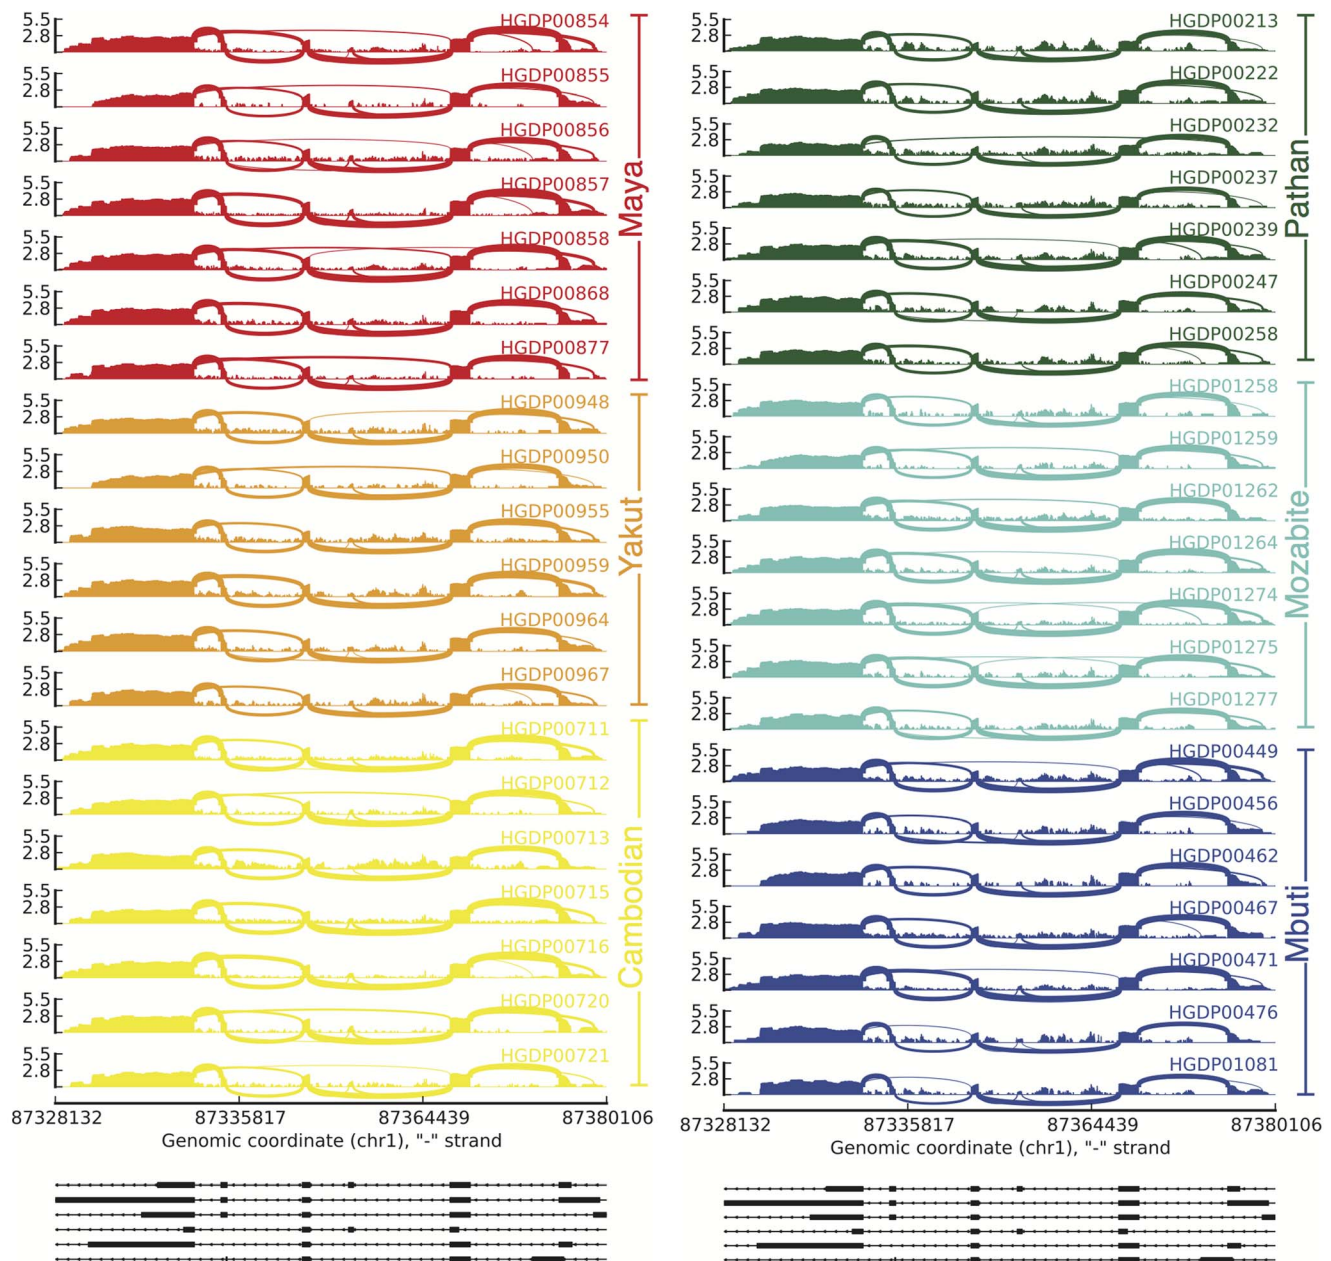 5.5
2.8
HGDP00854
5.5
2.8
HGDP00855
5.5
2.8
HGDP00856
5.5
2.8
HGDP00857
5.5
2.8
HGDP00858
5.5
2.8
HGDP00868
5.5
2.8
HGDP00877
Maya
5.5
2.8
HGDP00948
5.5
2.8
HGDP00950
5.5
2.8
HGDP00955
5.5
2.8
HGDP00959
5.5
2.8
HGDP00964
5.5
2.8
HGDP00967
Yakut
5.5
2.8
HGDP00711
5.5
2.8
HGDP00712
5.5
2.8
HGDP00713
5.5
2.8
HGDP00715
5.5
2.8
HGDP00716
5.5
2.8
HGDP00720
5.5
2.8
HGDP00721
Cambodian
87328132 87335817 87364439 87380106
Genomic coordinate (chr1), "-" strand
5.5
2.8
HGDP00213
5.5
2.8
HGDP00222
5.5
2.8
HGDP00232
5.5
2.8
HGDP00237
5.5
2.8
HGDP00239
5.5
2.8
HGDP00247
5.5
2.8
HGDP00258
Pathan
5.5
2.8
HGDP01258
5.5
2.8
HGDP01259
5.5
2.8
HGDP01262
5.5
2.8
HGDP01264
5.5
2.8
HGDP01274
5.5
2.8
HGDP01275
5.5
2.8
HGDP01277
Mozabite
5.5
2.8
HGDP00449
5.5
2.8
HGDP00456
5.5
2.8
HGDP00462
5.5
2.8
HGDP00467
5.5
2.8
HGDP00471
5.5
2.8
HGDP00476
5.5
2.8
HGDP01081
Mbuti
87328132 87335817 87364439 87380106
Genomic coordinate (chr1), "-" strand